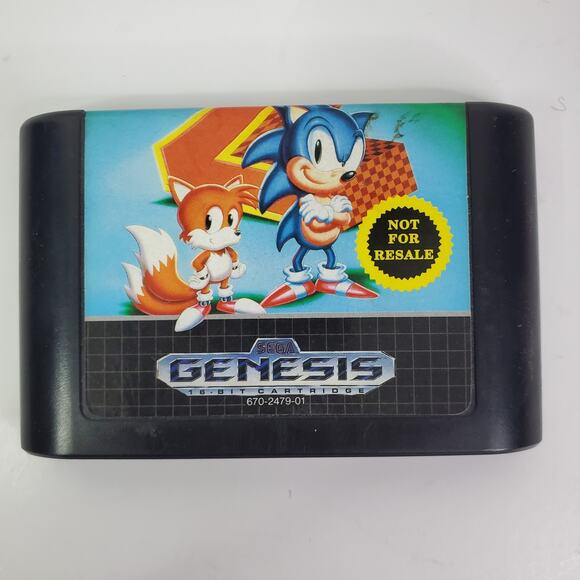 NOT
FOR
RESALE
SEGA
GENESIS
16-BIT CARTRIDGE
670-2479-01